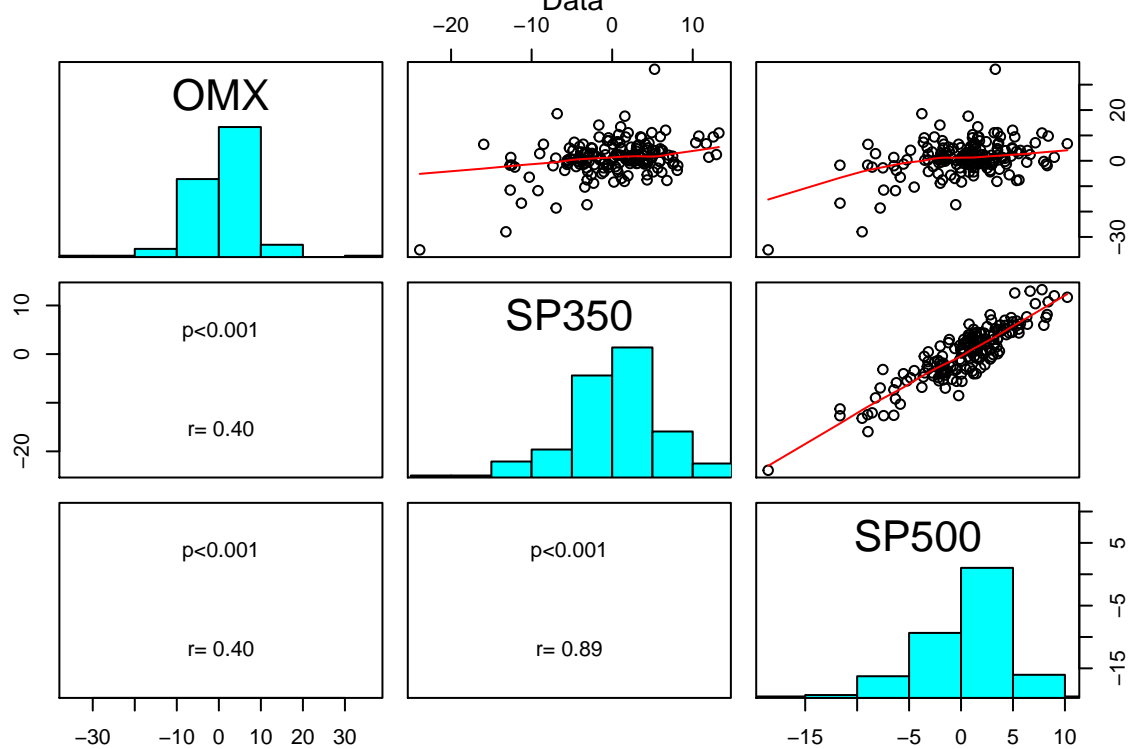 Data
−20 −10 0 10
OMX
−30 0 20
10 0 −20
p<0.001
r= 0.40
SP350
p<0.001
r= 0.40
p<0.001
r= 0.89
SP500
−15 −5 5
−30 −10 0 10 20 30
−15 −5 0 5 10